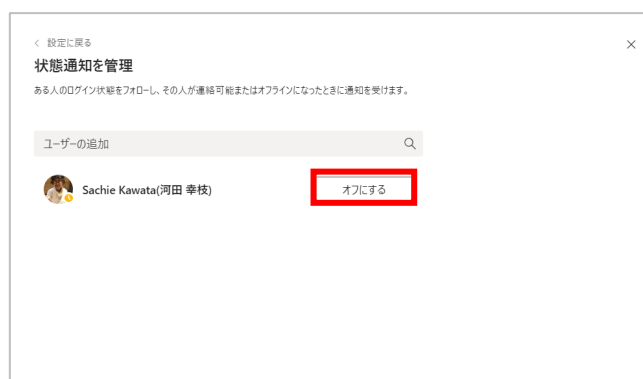 < 設定に戻る
状態通知を管理
ある人のログイン状態をフォローし、その人が連絡可能またはオフラインになったときに通知を受けます。
ユーザーの追加
Sachie Kawata(河田 幸枝)
オフにする